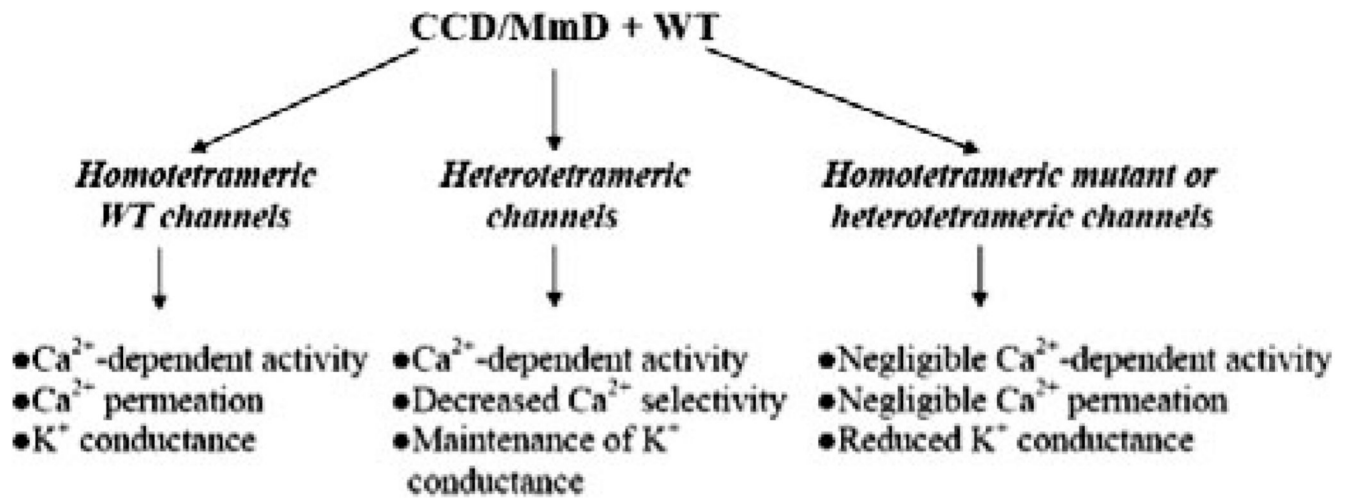 CCD/MmD + WT
Homotetrameric
WT channels
Heterotetrameric
channels
Homotetrameric mutant or
heterotetrameric channels
●Ca²⁺-dependent activity
●Ca²⁺ permeation
●K⁺ conductance
●Ca²⁺-dependent activity
●Decreased Ca²⁺ selectivity
●Maintenance of K⁺
conductance
●Negligible Ca²⁺-dependent activity
●Negligible Ca²⁺ permeation
●Reduced K⁺ conductance